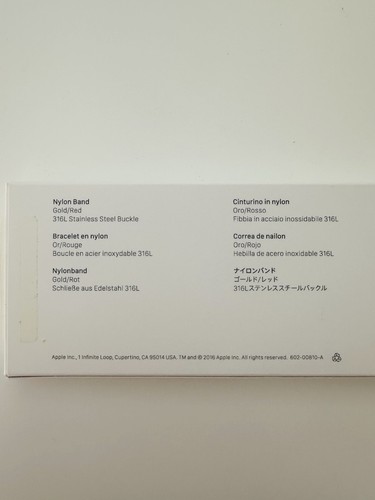 Nylon Band
Gold/Red
316L Stainless Steel Buckle
Bracelet en nylon
Or/Rouge
Boucle en acier inoxydable 316L
Nylonband
Gold/Rot
Schließe aus Edelstahl 316L
Cinturino in nylon
Oro/Rosso
Fibbia in acciaio inossidabile 316L
Correa de nailon
Oro/Rojo
Hebilla de acero inoxidable 316L
ナイロンバンド
ゴールド/レッド
316Lステンレススチールバックル
Apple Inc., 1 Infinite Loop, Cupertino, CA 95014 USA. TM and © 2016 Apple Inc. All rights reserved. 602-00810-A